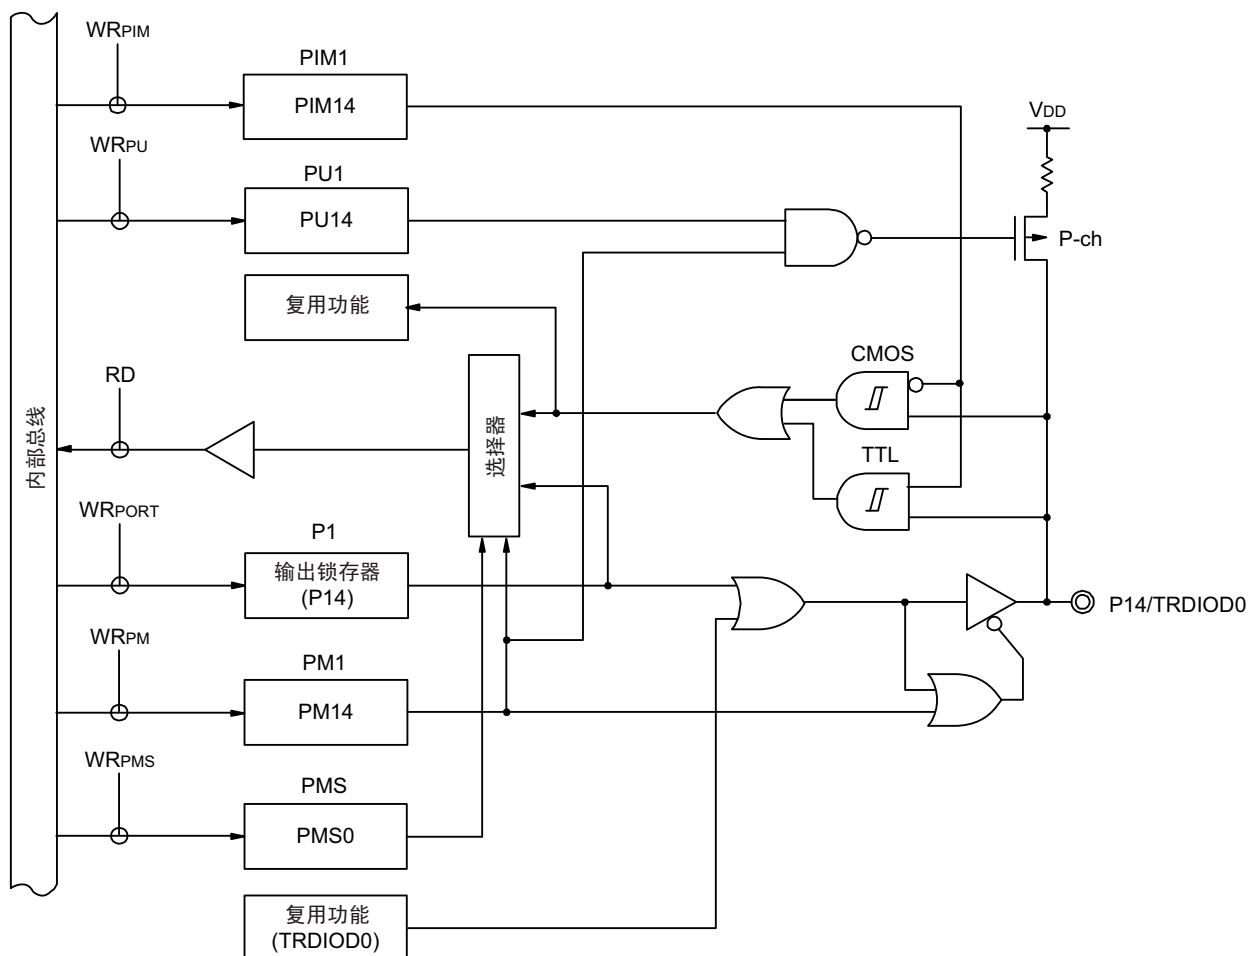 WRPIM
PIM1
PIM14
VDD
WRPU
PU1
PU14
P-ch
复用功能
CMOS
RD
内部总线
选择器
TTL
WRPORT
P1
输出锁存器
(P14)
P14/TRDIOD0
WRPM
PM1
PM14
WRPMS
PMS
PMS0
复用功能
(TRDIOD0)